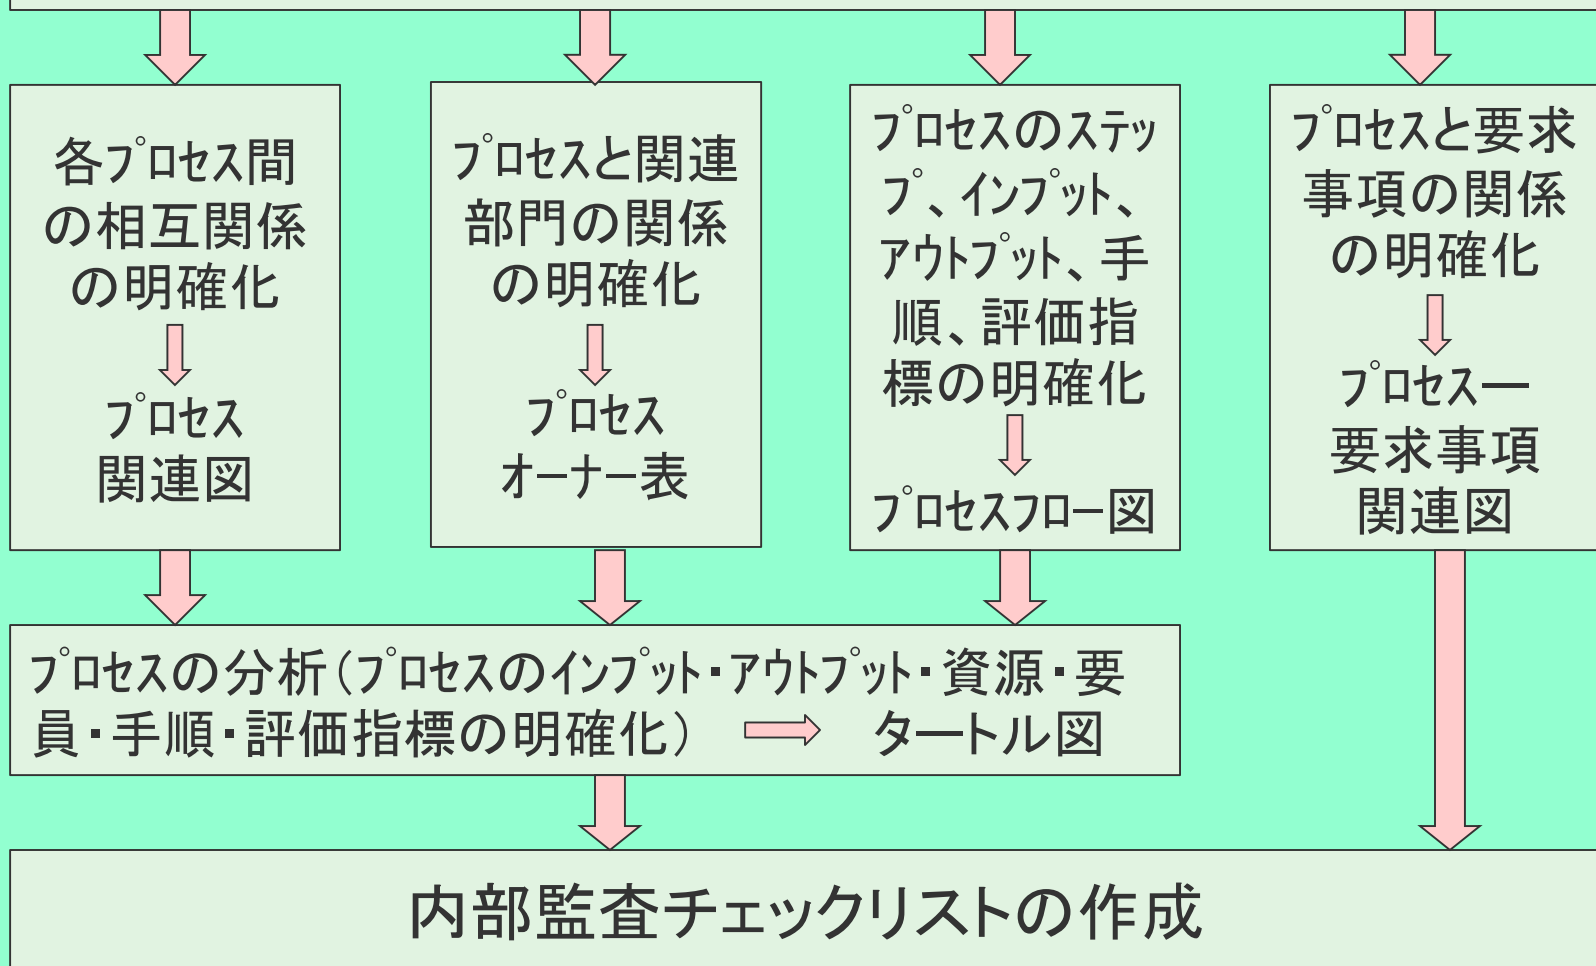 各ﾌﾟﾛｾｽ間
の相互関係
の明確化
ﾌﾟﾛｾｽ
関連図
ﾌﾟﾛｾｽと関連
部門の関係
の明確化
ﾌﾟﾛｾｽ
ｵｰﾅｰ表
ﾌﾟﾛｾｽのｽﾃｯ
ﾌﾟ、ｲﾝﾌﾟｯﾄ、
ｱｳﾄﾌﾟｯﾄ、手
順、評価指
標の明確化
ﾌﾟﾛｾｽﾌﾛｰ図
ﾌﾟﾛｾｽと要求
事項の関係
の明確化
ﾌﾟﾛｾｽ―
要求事項
関連図
ﾌﾟﾛｾｽの分析(ﾌﾟﾛｾｽのｲﾝﾌﾟｯﾄ・ｱｳﾄﾌﾟｯﾄ・資源・要
員・手順・評価指標の明確化) タートル図
内部監査チェックリストの作成